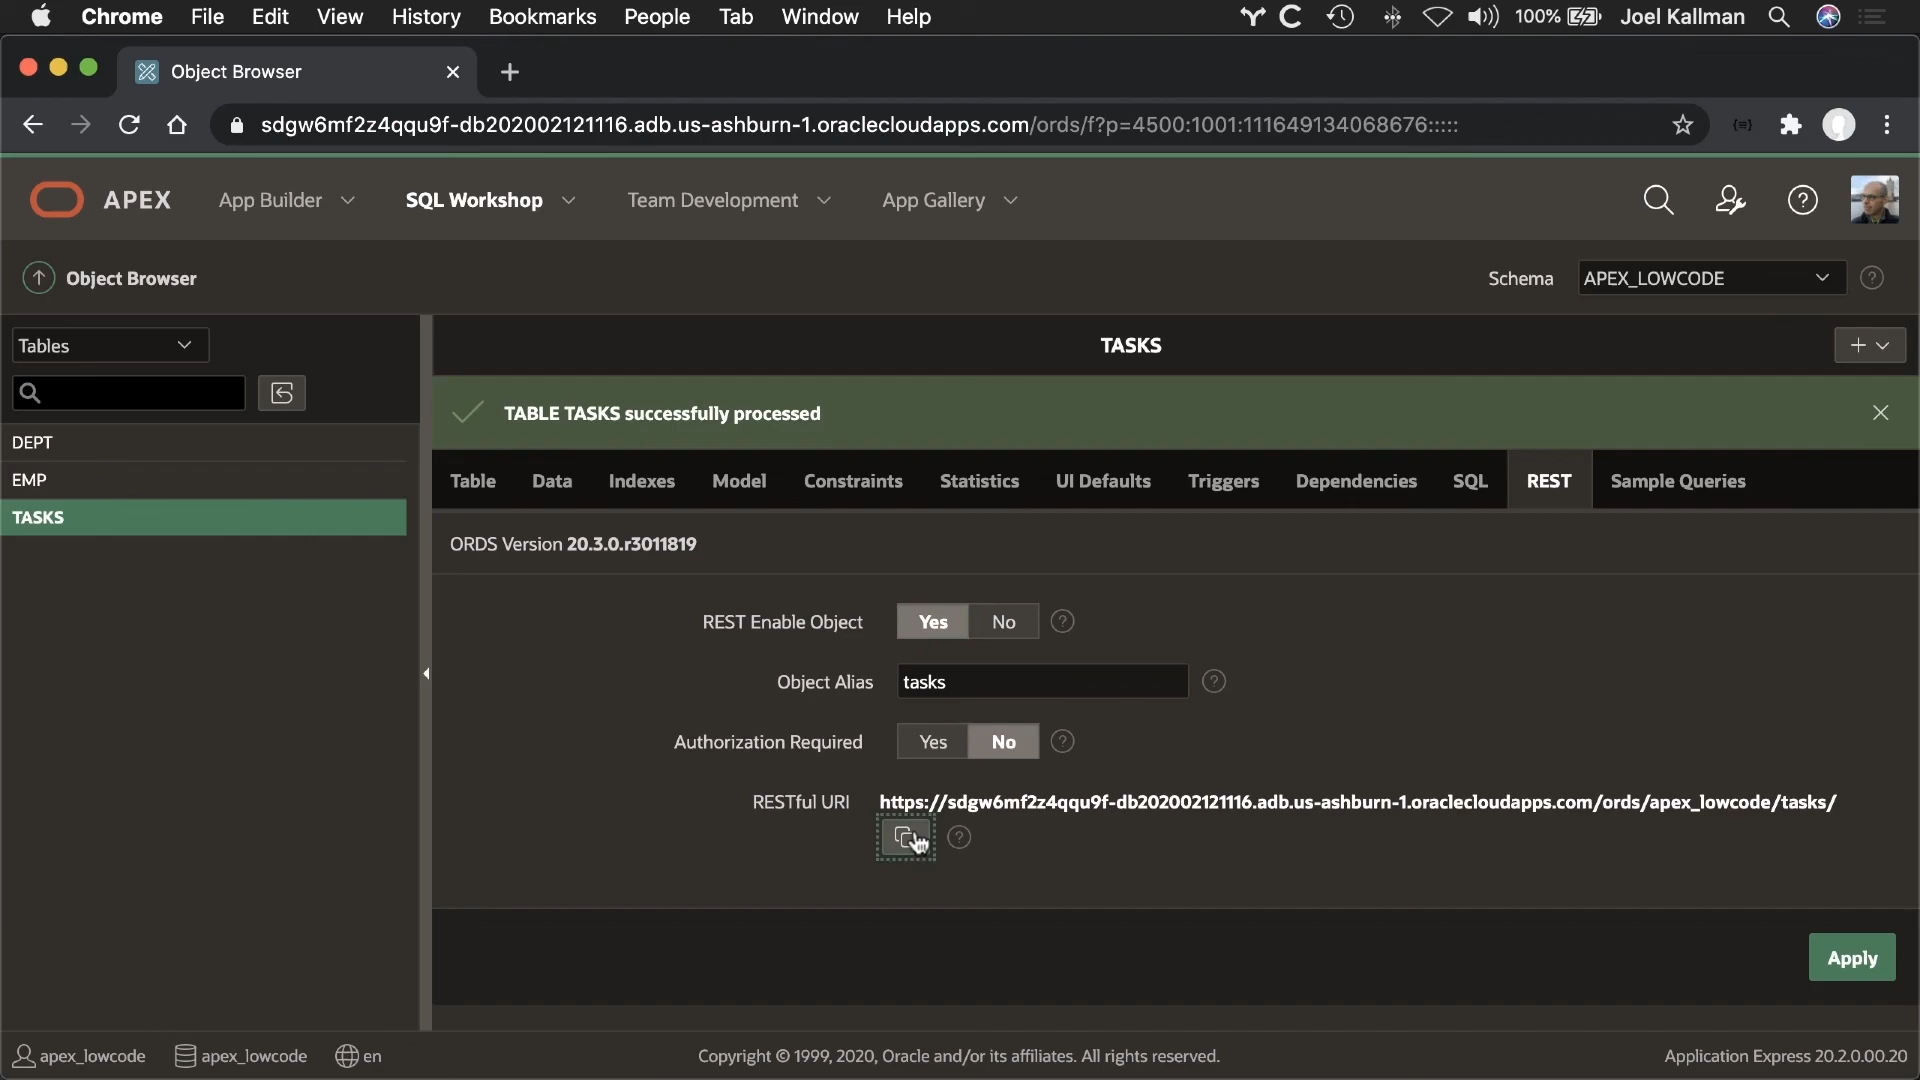 Chrome File Edit View History Bookmarks People Tab Window Help 100% Joel Kallman
Object Browser
sdgw6mf2z4qqu9f-db202002121116.adb.us-ashburn-1.oraclecloudapps.com/ords/f?p=4500:1001:111649134068676:::::
APEX App Builder SQL Workshop Team Development App Gallery
Object Browser Schema APEX_LOWCODE
Tables
TASKS
TABLE TASKS successfully processed
DEPT
EMP
TASKS
Table Data Indexes Model Constraints Statistics UI Defaults Triggers Dependencies SQL REST Sample Queries
ORDS Version 20.3.0.r3011819
REST Enable Object Yes No
Object Alias tasks
Authorization Required Yes No
RESTful URI https://sdgw6mf2z4qqu9f-db202002121116.adb.us-ashburn-1.oraclecloudapps.com/ords/apex_lowcode/tasks/
Apply
apex_lowcode apex_lowcode en Copyright © 1999, 2020, Oracle and/or its affiliates. All rights reserved. Application Express 20.2.0.00.20